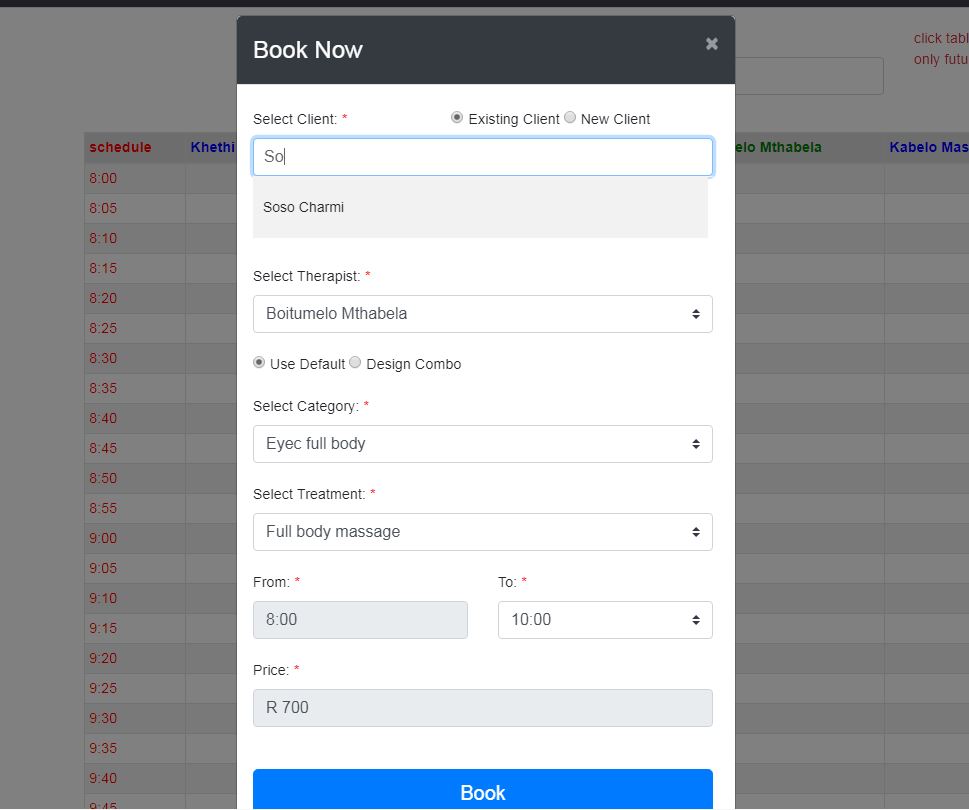 Book Now ×
click tabl
only futu
Select Client: * Existing Client New Client
So
Soso Charmi
schedule Khethi elo Mthabela Kabelo Mas
8:00
8:05
8:10
8:15
8:20
8:25
8:30
8:35
8:40
8:45
8:50
8:55
9:00
9:05
9:10
9:15
9:20
9:25
9:30
9:35
9:40
9:45
Select Therapist: *
Boitumelo Mthabela
Use Default Design Combo
Select Category: *
Eyec full body
Select Treatment: *
Full body massage
From: * To: *
8:00 10:00
Price: *
R 700
Book